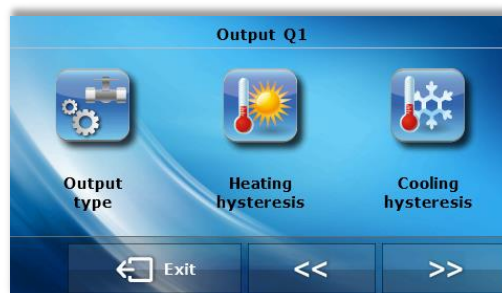 Output Q1
Output
type
Heating
hysteresis
Cooling
hysteresis
Exit
<<
>>